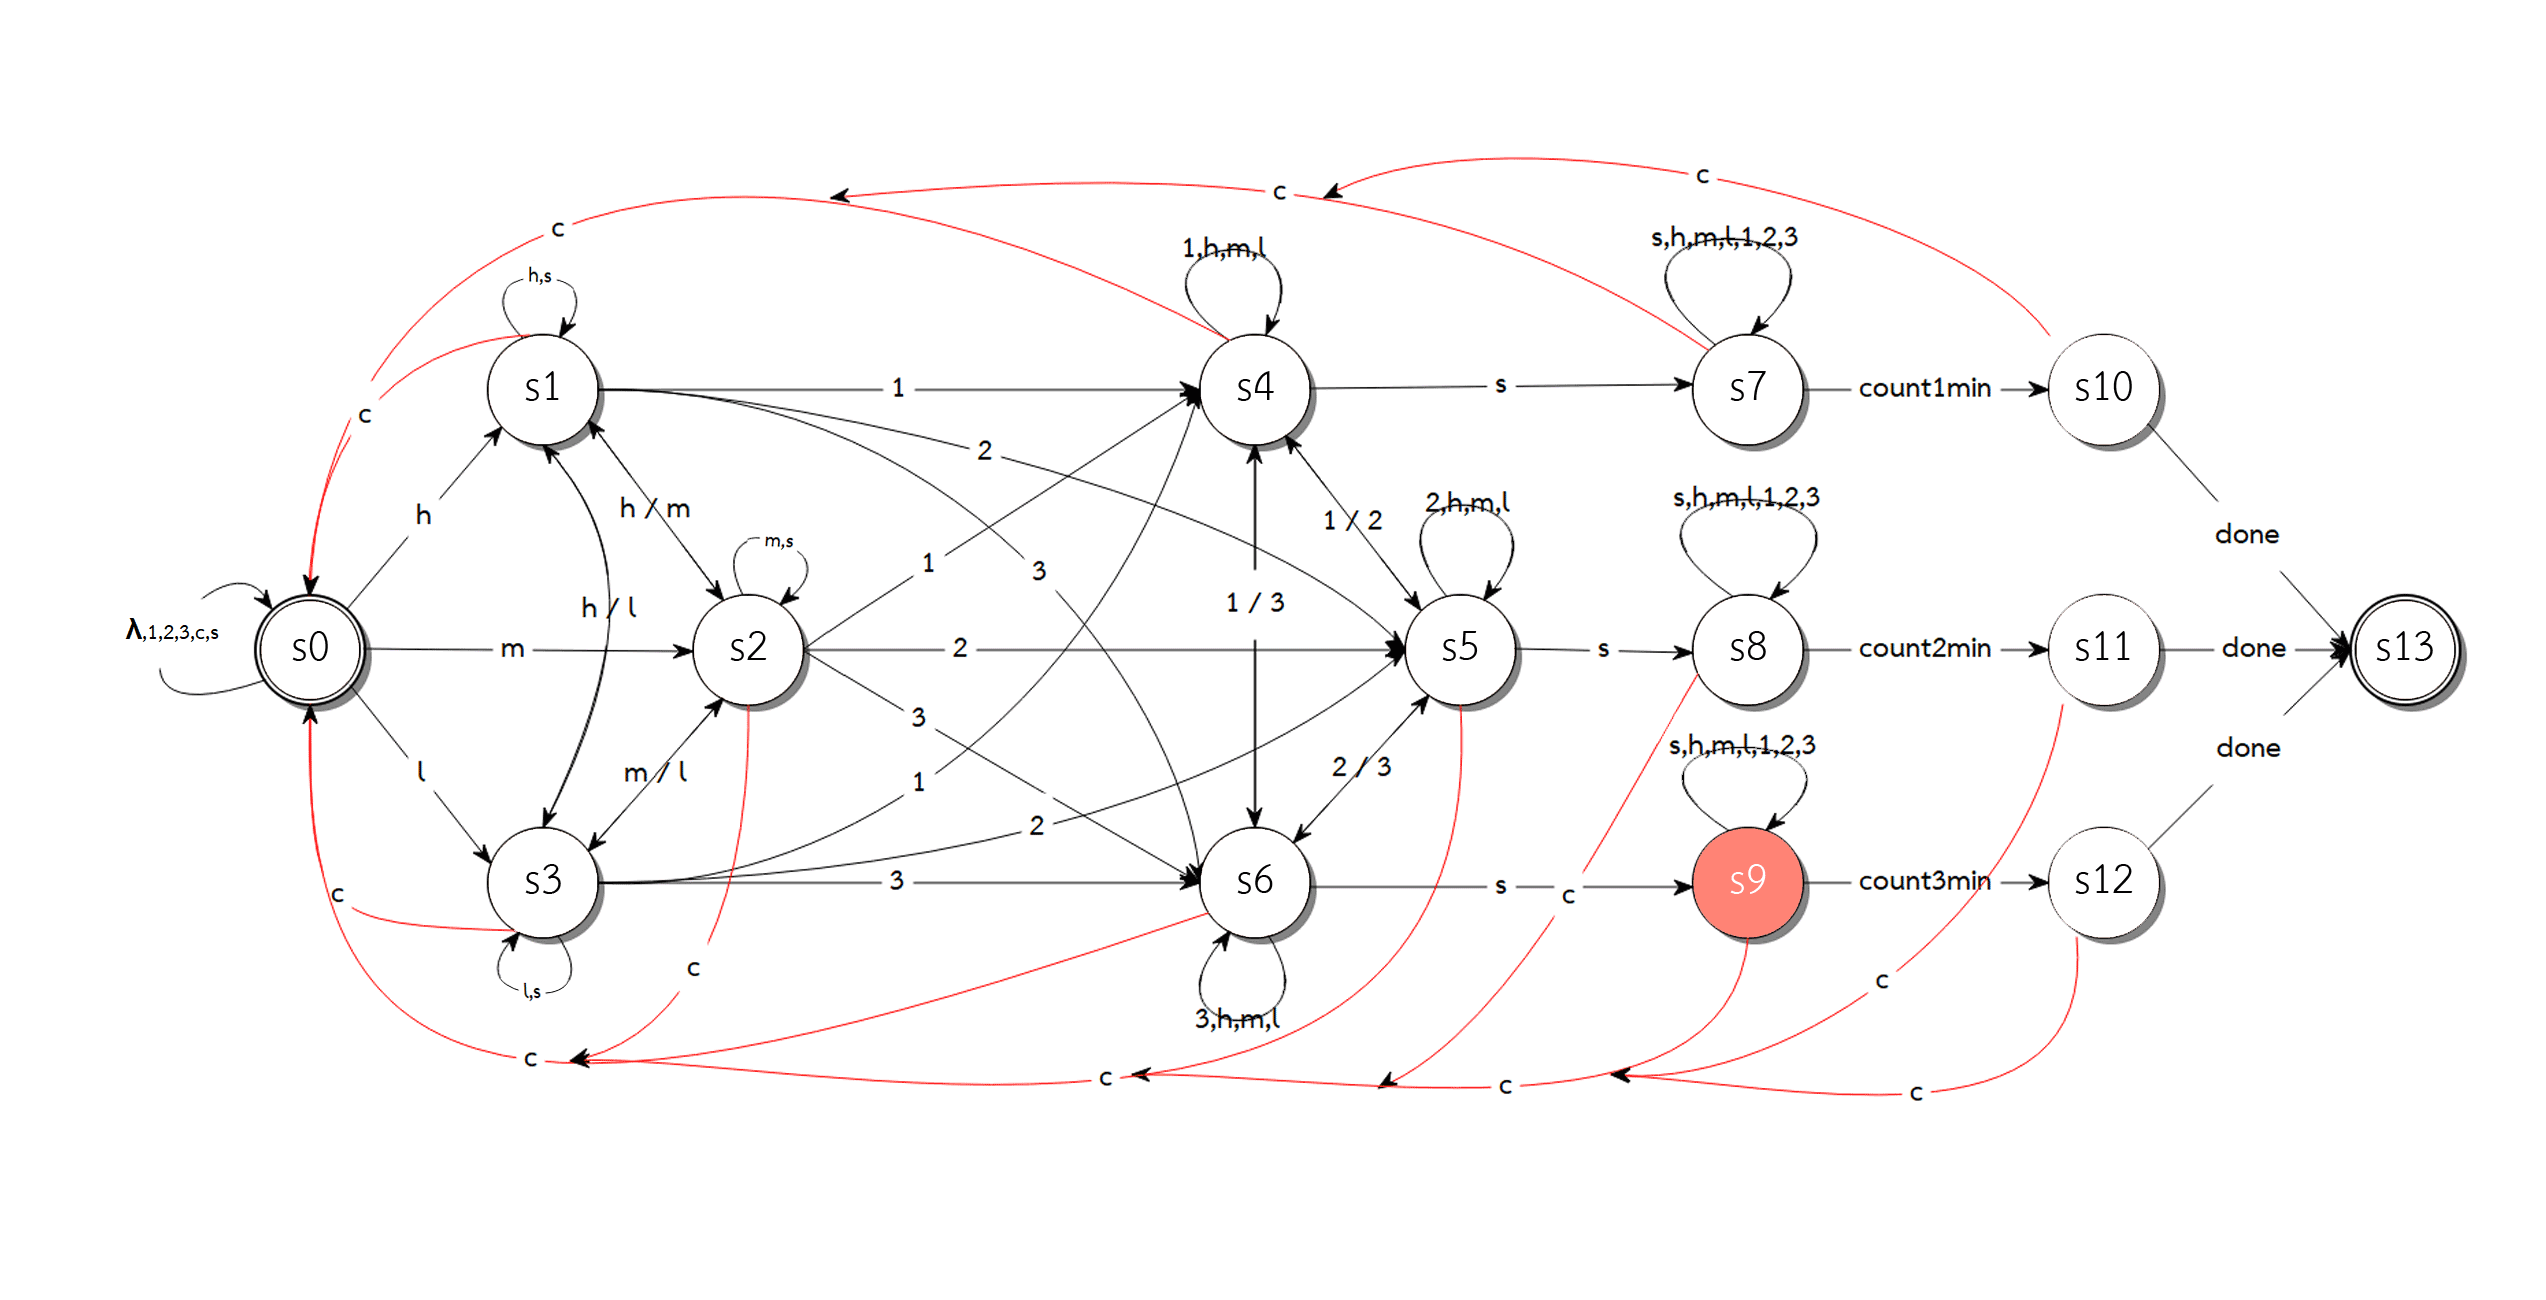 c
c
c
s,h,m,l,1,2,3
1,h,m,l
h,s
s1
1
s4
s
s7
count1min
s10
c
2
h
h / m
1 / 2
2,h,m,l
s,h,m,l,1,2,3
done
m,s
1
3
h / l
1 / 3
λ,1,2,3,c,s
s0
m
s2
2
s5
s
s8
count2min
s11
done
s13
3
l
m / l
1
2 / 3
s,h,m,l,1,2,3
done
2
s3
3
s6
s
c
s9
count3min
s12
c
c
c
l,s
3,h,m,l
c
c
c
c